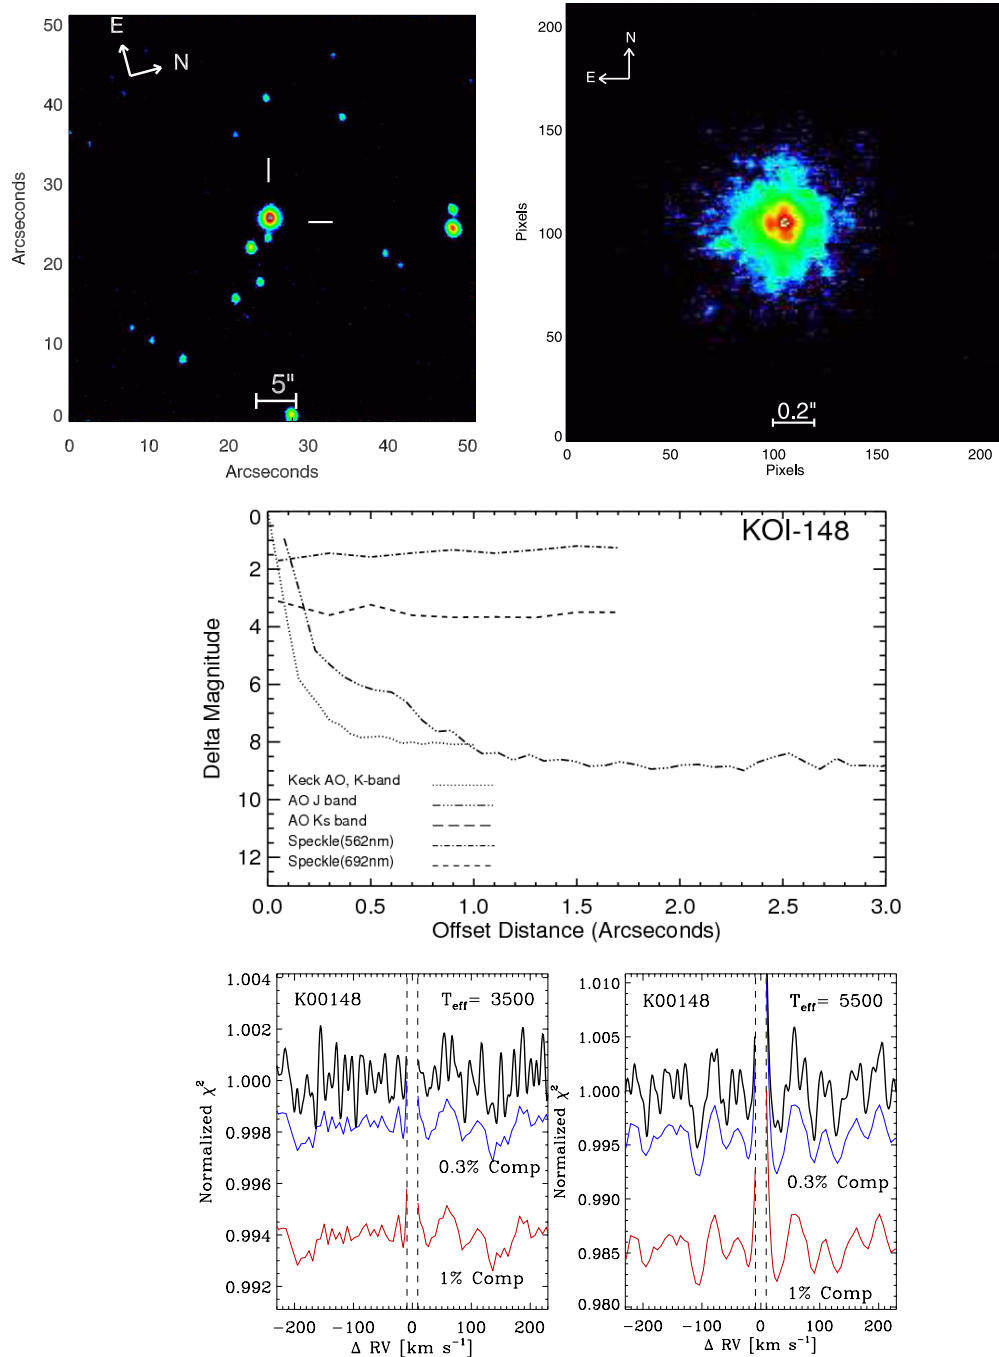 50
40
30
20
10
0
Arcseconds
E
N
5"
0
10
20
30
40
50
Arcseconds
200
150
100
50
0
Pixels
N
E
0.2"
0
50
100
150
200
Pixels
KOI-148
0
2
4
6
8
10
12
Delta Magnitude
Keck AO, K-band
AO J band
AO Ks band
Speckle(562nm)
Speckle(692nm)
0.0
0.5
1.0
1.5
2.0
2.5
3.0
Offset Distance (Arcseconds)
1.004
1.002
1.000
0.998
0.996
0.994
0.992
Normalized χ²
K00148
T_eff= 3500
0.3% Comp
1% Comp
−200
−100
0
100
200
Δ RV [km s⁻¹]
1.010
1.005
1.000
0.995
0.990
0.985
0.980
Normalized χ²
K00148
T_eff= 5500
0.3% Comp
1% Comp
−200
−100
0
100
200
Δ RV [km s⁻¹]